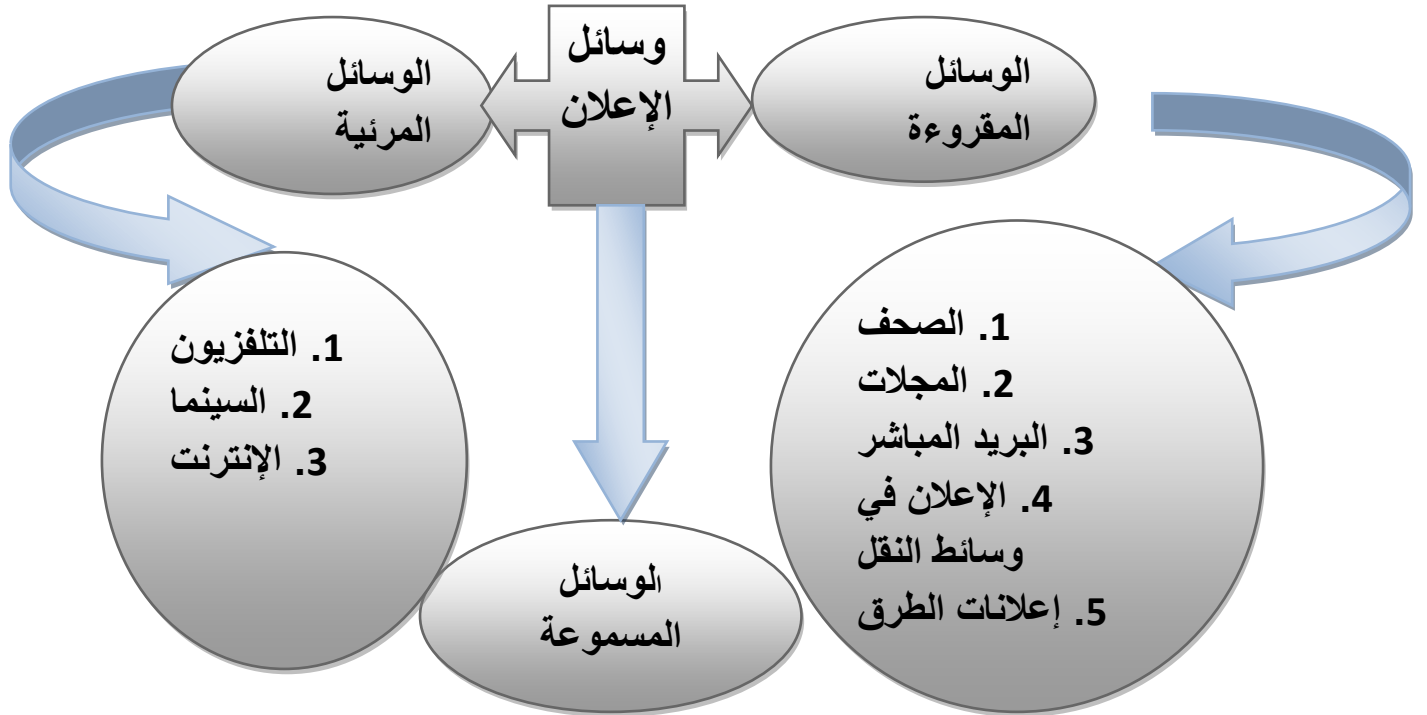 وسائل
الإعلان
الوسائل
المقروءة
الوسائل
المرئية
1. الصحف
2. المجلات
3. البريد المباشر
4. الإعلان في
وسائط النقل
5. إعلانات الطرق
1. التلفزيون
2. السينما
3. الإنترنت
الوسائل
المسموعة